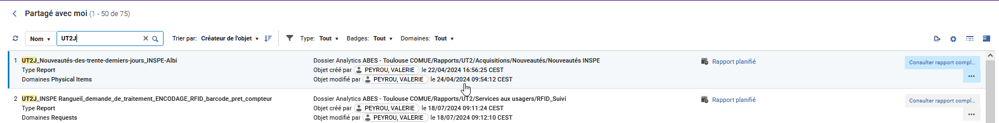 Partagé avec moi (1 - 50 de 75)
Nom UT2J Trier par: Créateur de l'objet Type: Tout Badges: Tout Domaines: Tout
1 UT2J_Nouveautés-des-trente-derniers-jours_INSPE-Albi Dossier Analytics ABES - Toulouse COMUE/Rapports/UT2/Acquisitions/Nouveautés/Nouveautés INSPE Rapport planifié Consulter rapport compl...
Type Report Objet créé par PEYROU, VALERIE le 22/04/2024 16:56:25 CEST
Domaines Physical Items Objet modifié par PEYROU, VALERIE le 24/04/2024 09:54:12 CEST
2 UT2J_INSPE Rangueil_demande_de_traitement_ENCODAGE_RFID_barcode_pret_compteur Dossier Analytics ABES - Toulouse COMUE/Rapports/UT2/Services aux usagers/RFID_Suivi Rapport planifié Consulter rapport compl...
Type Report Objet créé par PEYROU, VALERIE le 18/07/2024 09:11:24 CEST
Domaines Requests Objet modifié par PEYROU, VALERIE le 18/07/2024 09:12:10 CEST